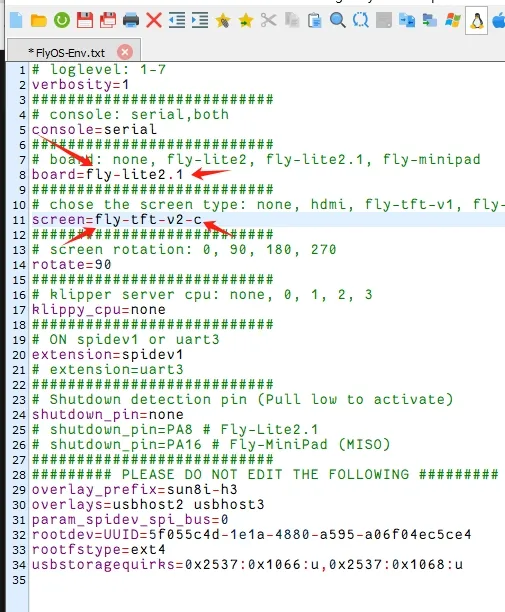 * FlyOS-Env.txt
1 # loglevel: 1-7
2 verbosity=1
3 ###########################
4 # console: serial,both
5 console=serial
6 ###########################
7 # board: none, fly-lite2, fly-lite2.1, fly-minipad
8 board=fly-lite2.1
9 ###########################
10 # chose the screen type: none, hdmi, fly-tft-v1, fly-
11 screen=fly-tft-v2-c
12 ###########################
13 # screen rotation: 0, 90, 180, 270
14 rotate=90
15 ###########################
16 # klipper server cpu: none, 0, 1, 2, 3
17 klippy_cpu=none
18 ###########################
19 # ON spidev1 or uart3
20 extension=spidev1
21 # extension=uart3
22 ###########################
23 # Shutdown detection pin (Pull low to activate)
24 shutdown_pin=none
25 # shutdown_pin=PA8 # Fly-Lite2.1
26 # shutdown_pin=PA16 # Fly-MiniPad (MISO)
27 ###########################
28 ######### PLEASE DO NOT EDIT THE FOLLOWING #########
29 overlay_prefix=sun8i-h3
30 overlays=usbhost2 usbhost3
31 param_spidev_spi_bus=0
32 rootdev=UUID=5f055c4d-1e1a-4880-a595-a06f04ec5ce4
33 rootfstype=ext4
34 usbstoragequirks=0x2537:0x1066:u,0x2537:0x1068:u
35